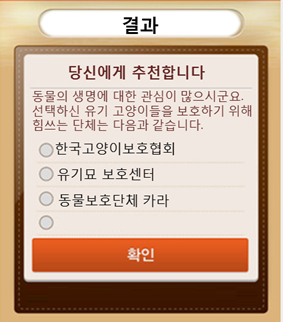 결과
당신에게 추천합니다
동물의 생명에 대한 관심이 많으시군요.
선택하신 유기 고양이들을 보호하기 위해
힘쓰는 단체는 다음과 같습니다.
한국고양이보호협회
유기묘 보호센터
동물보호단체 카라
확인